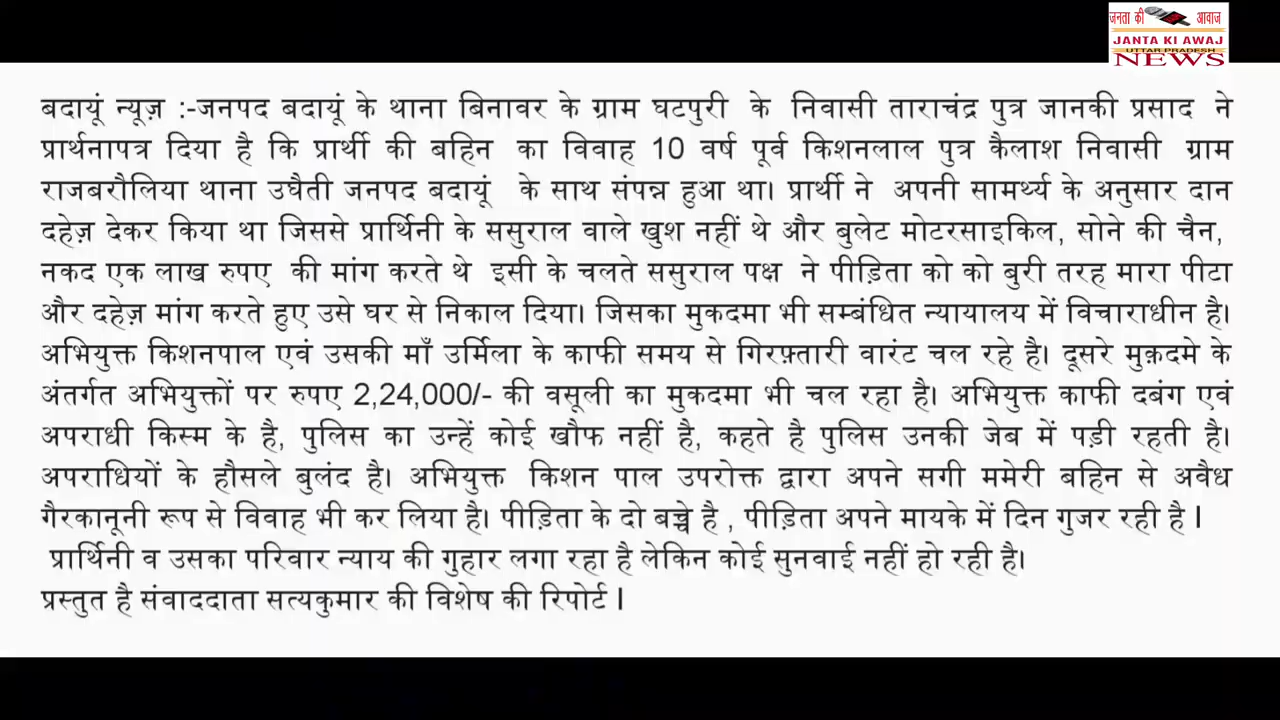 जनता की आवाज
JANTA KI AWAJ
UTTAR PRADESH
NEWS
बदायूं न्यूज़ :-जनपद बदायूं के थाना बिनावर के ग्राम घटपुरी के निवासी ताराचंद्र पुत्र जानकी प्रसाद ने
प्रार्थनापत्र दिया है कि प्रार्थी की बहिन का विवाह 10 वर्ष पूर्व किशनलाल पुत्र कैलाश निवासी ग्राम
राजबरौलिया थाना उघैती जनपद बदायूं के साथ संपन्न हुआ था। प्रार्थी ने अपनी सामर्थ्य के अनुसार दान
दहेज़ देकर किया था जिससे प्रार्थिनी के ससुराल वाले खुश नहीं थे और बुलेट मोटरसाइकिल, सोने की चैन,
नकद एक लाख रुपए की मांग करते थे इसी के चलते ससुराल पक्ष ने पीड़िता को को बुरी तरह मारा पीटा
और दहेज़ मांग करते हुए उसे घर से निकाल दिया। जिसका मुकदमा भी सम्बंधित न्यायालय में विचाराधीन है।
अभियुक्त किशनपाल एवं उसकी माँ उर्मिला के काफी समय से गिरफ़्तारी वारंट चल रहे है। दूसरे मुक़दमे के
अंतर्गत अभियुक्तों पर रुपए 2,24,000/- की वसूली का मुकदमा भी चल रहा है। अभियुक्त काफी दबंग एवं
अपराधी किस्म के है, पुलिस का उन्हें कोई खौफ नहीं है, कहते है पुलिस उनकी जेब में पड़ी रहती है।
अपराधियों के हौसले बुलंद है। अभियुक्त किशन पाल उपरोक्त द्वारा अपने सगी ममेरी बहिन से अवैध
गैरकानूनी रूप से विवाह भी कर लिया है। पीड़िता के दो बच्चे है , पीड़िता अपने मायके में दिन गुजर रही है l
प्रार्थिनी व उसका परिवार न्याय की गुहार लगा रहा है लेकिन कोई सुनवाई नहीं हो रही है।
प्रस्तुत है संवाददाता सत्यकुमार की विशेष की रिपोर्ट l